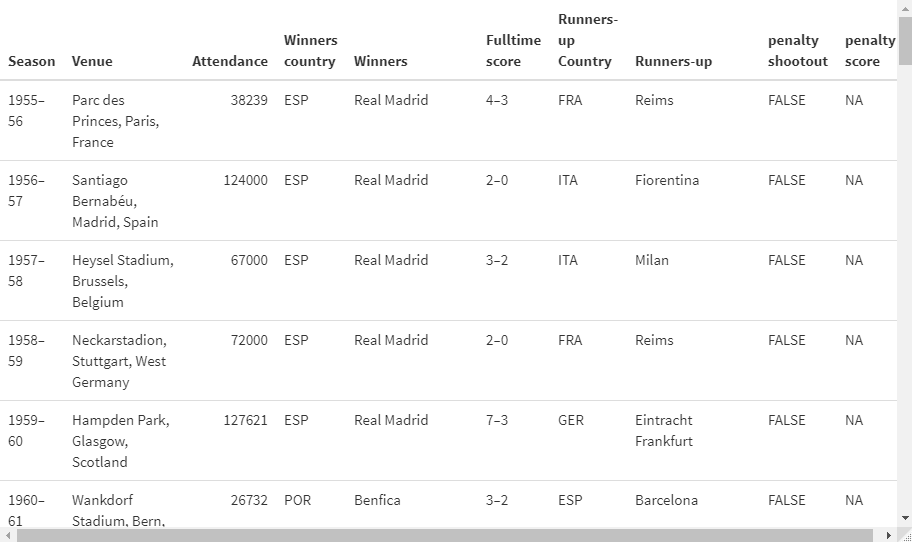 Season Venue Attendance Winners country Winners Fulltime score Runners-up Country Runners-up penalty shootout penalty score
1955–56 Parc des Princes, Paris, France 38239 ESP Real Madrid 4–3 FRA Reims FALSE NA
1956–57 Santiago Bernabéu, Madrid, Spain 124000 ESP Real Madrid 2–0 ITA Fiorentina FALSE NA
1957–58 Heysel Stadium, Brussels, Belgium 67000 ESP Real Madrid 3–2 ITA Milan FALSE NA
1958–59 Neckarstadion, Stuttgart, West Germany 72000 ESP Real Madrid 2–0 FRA Reims FALSE NA
1959–60 Hampden Park, Glasgow, Scotland 127621 ESP Real Madrid 7–3 GER Eintracht Frankfurt FALSE NA
1960–61 Wankdorf Stadium, Bern, 26732 POR Benfica 3–2 ESP Barcelona FALSE NA